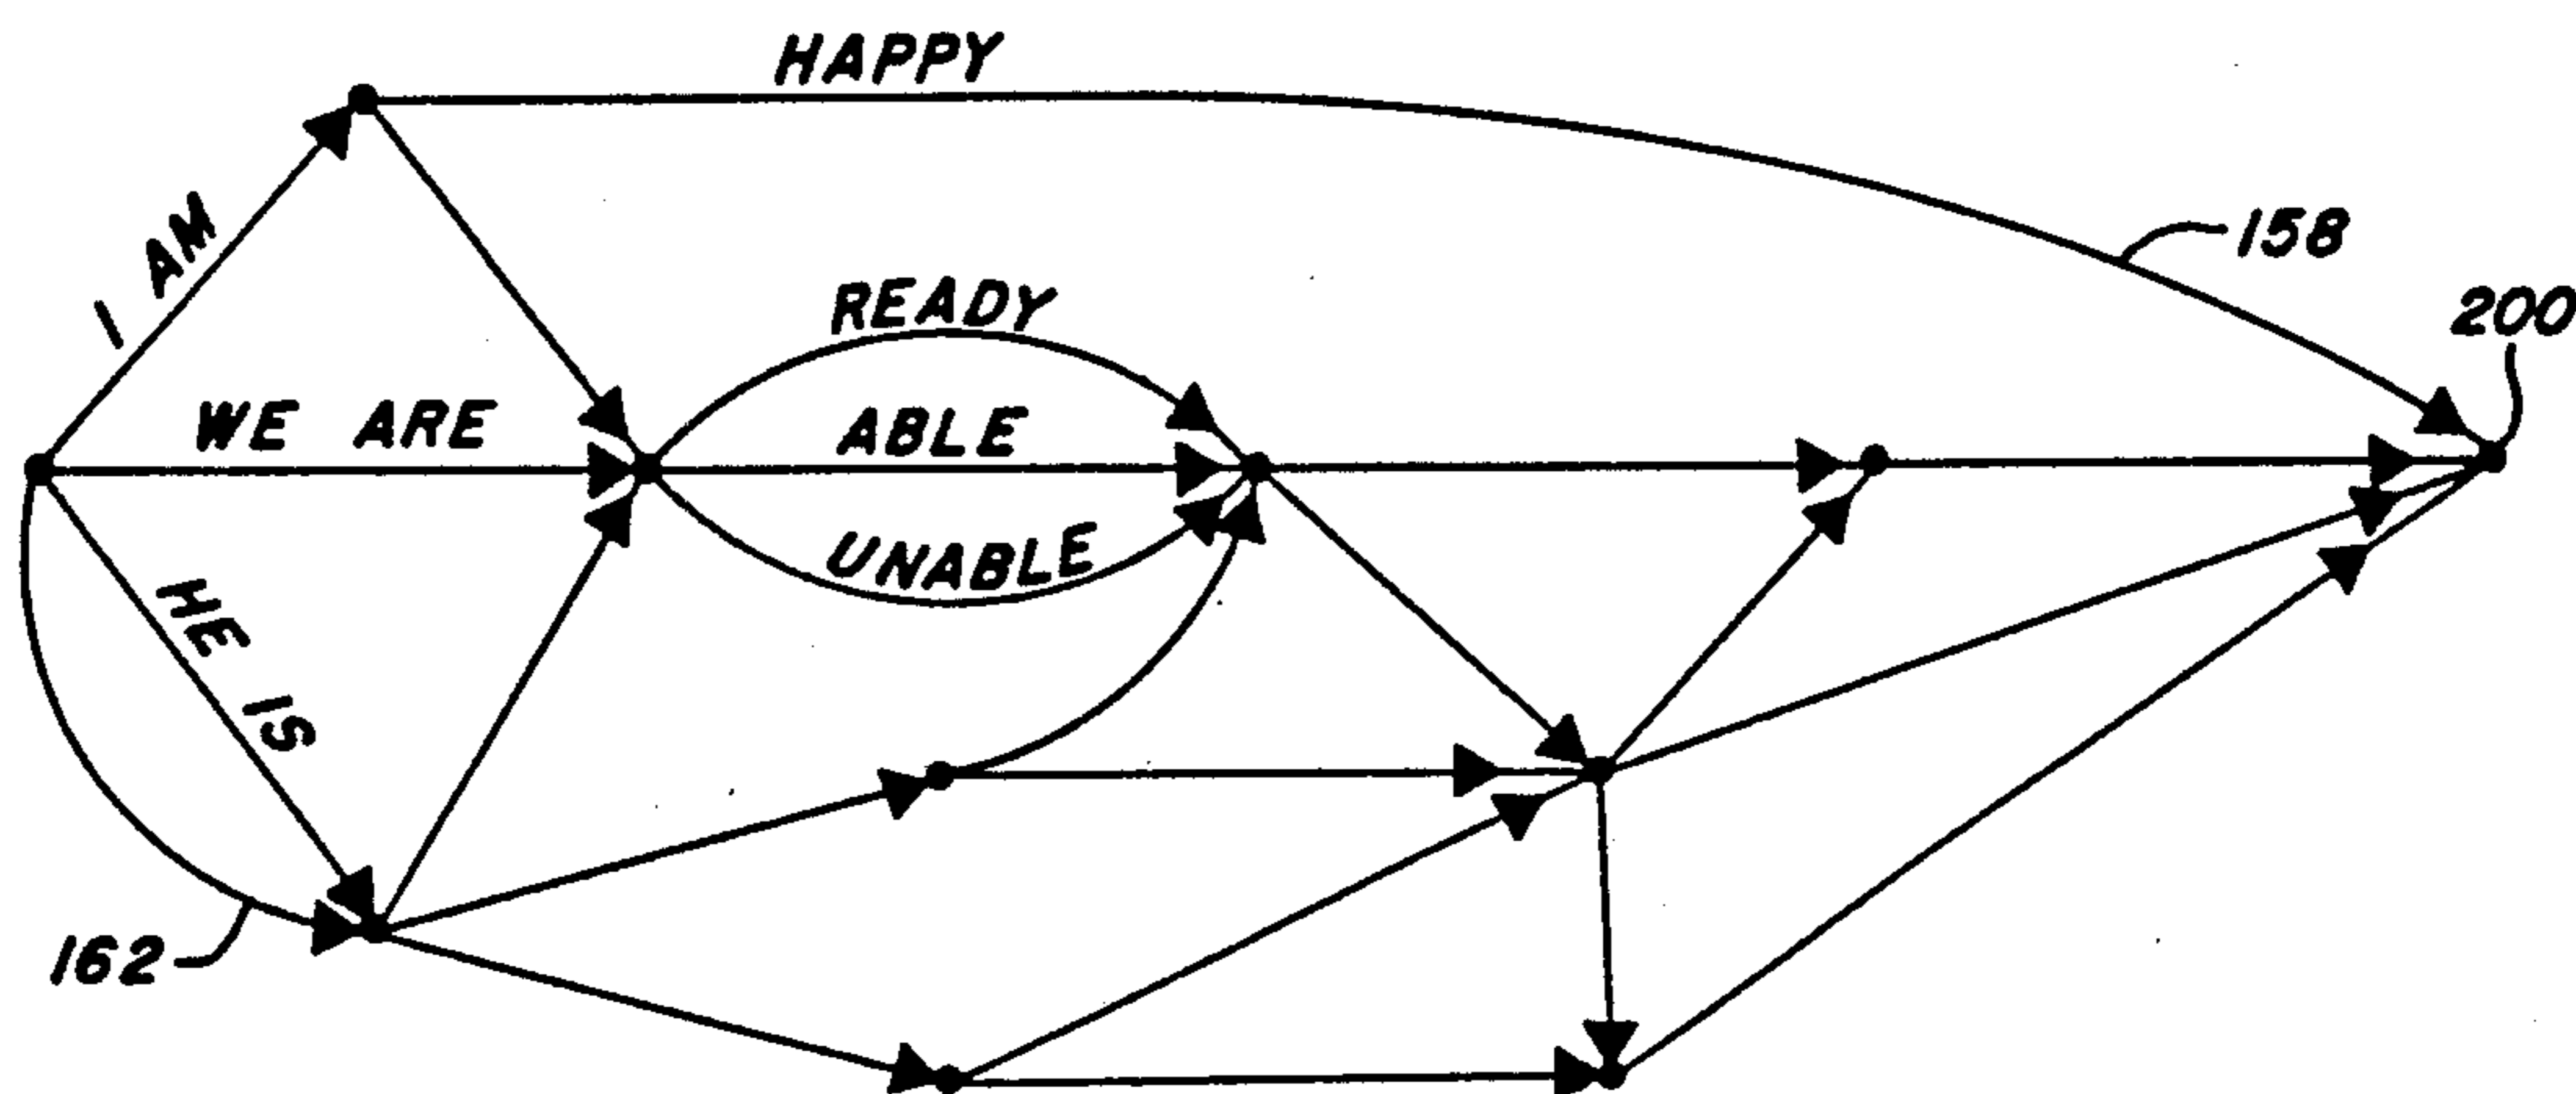 HAPPY
I AM
158
READY
200
WE ARE
ABLE
UNABLE
HE IS
162